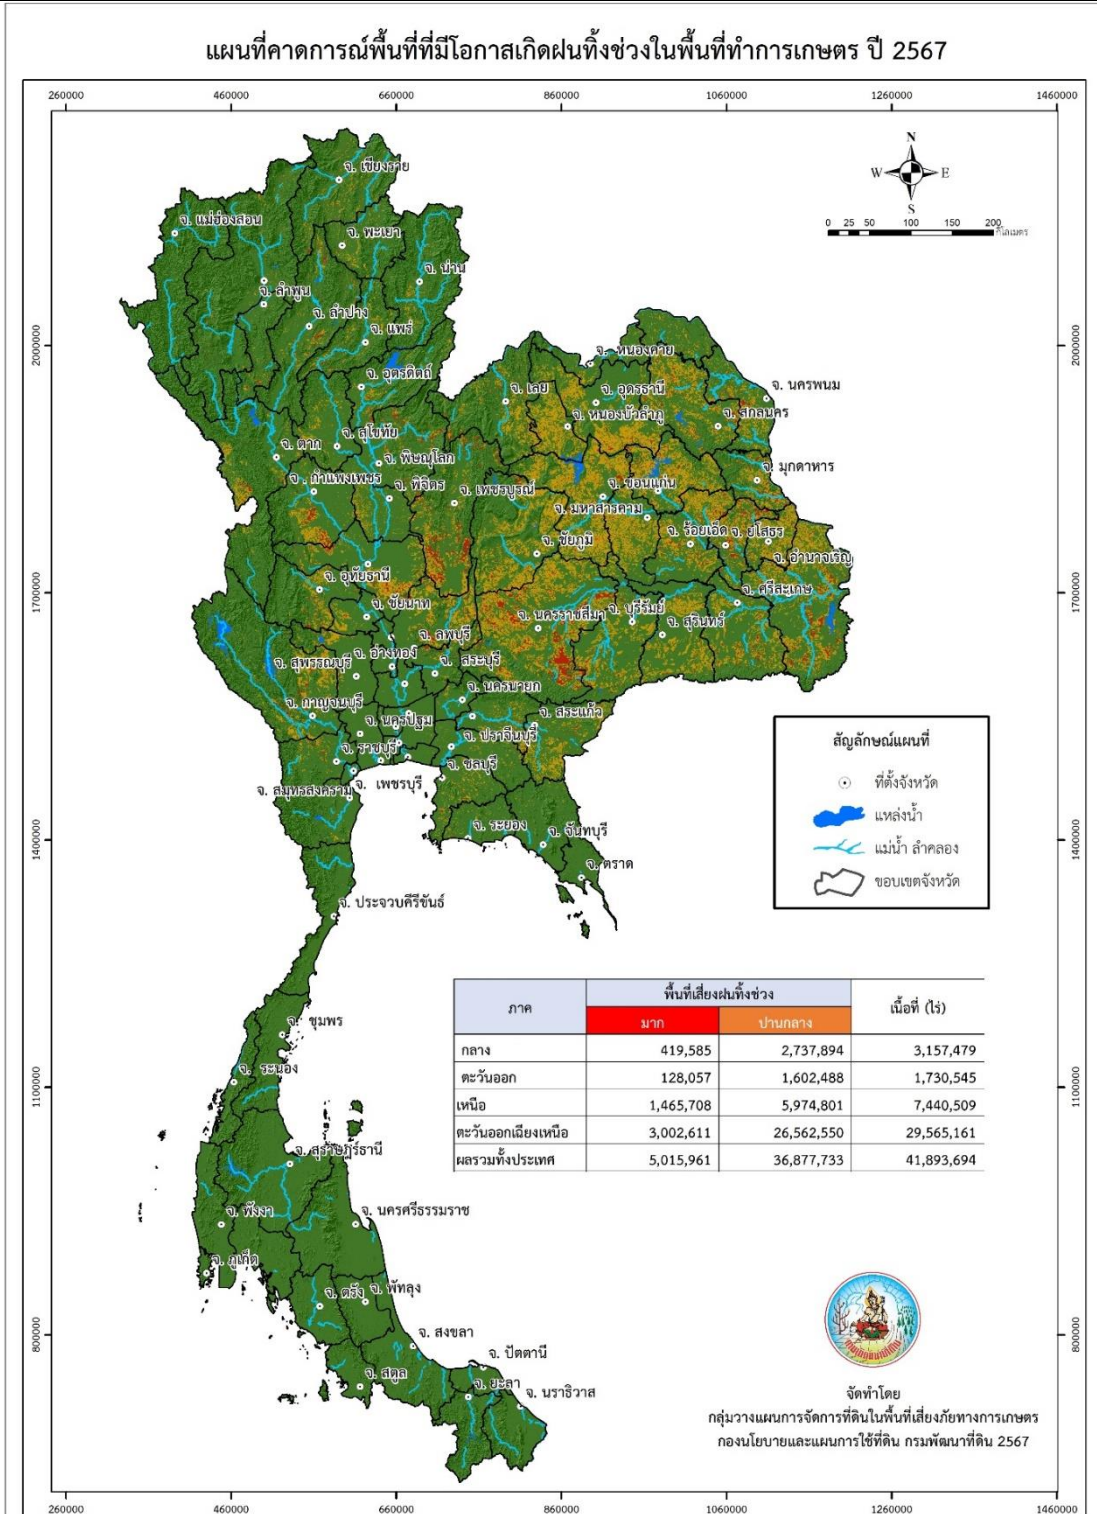 แผนที่คาดการณ์พื้นที่ที่มีโอกาสเกิดฝนทิ้งช่วงในพื้นที่ทำการเกษตร ปี 2567
260000 460000 660000 860000 1060000 1260000 1460000
N
W E
S
0 25 50 100 150 200
กิโลเมตร
จ. เชียงราย
จ. แม่ฮ่องสอน
จ. พะเยา
จ. น่าน
จ. ลำพูน
จ. ลำปาง
จ. แพร่
2000000 2000000
จ. หนองคาย
จ. อุตรดิตถ์
จ. เลย
จ. อุดรธานี
จ. นครพนม
จ. หนองบัวลำภู
จ. สกลนคร
จ. สุโขทัย
จ. ตาก
จ. พิษณุโลก
จ. มุกดาหาร
จ. กำแพงเพชร
จ. พิจิตร
จ. เพชรบูรณ์
จ. ขอนแก่น
จ. มหาสารคาม
จ. ชัยภูมิ
จ. ร้อยเอ็ด
จ. ยโสธร
จ. อำนาจเจริญ
จ. อุทัยธานี
1700000 1700000
จ. ศรีสะเกษ
จ. ชัยนาท
จ. นครราชสีมา
จ. บุรีรัมย์
จ. สุรินทร์
จ. ลพบุรี
จ. อ่างทอง
จ. สุพรรณบุรี
จ. สระบุรี
จ. นครนายก
จ. กาญจนบุรี
จ. นครปฐม
จ. สระแก้ว
จ. ปราจีนบุรี
จ. ราชบุรี
จ. ชลบุรี
จ. เพชรบุรี
จ. สมุทรสงคราม
จ. ระยอง
จ. จันทบุรี
1400000 1400000
จ. ตราด
จ. ประจวบคีรีขันธ์
สัญลักษณ์แผนที่
ที่ตั้งจังหวัด
แหล่งน้ำ
แม่น้ำ ลำคลอง
ขอบเขตจังหวัด
ภาค พื้นที่เสี่ยงฝนทิ้งช่วง เนื้อที่ (ไร่)
มาก ปานกลาง
กลาง 419,585 2,737,894 3,157,479
ตะวันออก 128,057 1,602,488 1,730,545
เหนือ 1,465,708 5,974,801 7,440,509
ตะวันออกเฉียงเหนือ 3,002,611 26,562,550 29,565,161
ผลรวมทั้งประเทศ 5,015,961 36,877,733 41,893,694
จ. ชุมพร
จ. ระนอง
1100000 1100000
จ. สุราษฎร์ธานี
จ. พังงา
จ. นครศรีธรรมราช
จ. ภูเก็ต
จ. ตรัง
จ. พัทลุง
จ. สงขลา
800000 800000
จ. ปัตตานี
จ. สตูล
จ. ยะลา
จ. นราธิวาส
จัดทำโดย
กลุ่มวางแผนการจัดการที่ดินในพื้นที่เสี่ยงภัยทางการเกษตร
กองนโยบายและแผนการใช้ที่ดิน กรมพัฒนาที่ดิน 2567
260000 460000 660000 860000 1060000 1260000 1460000